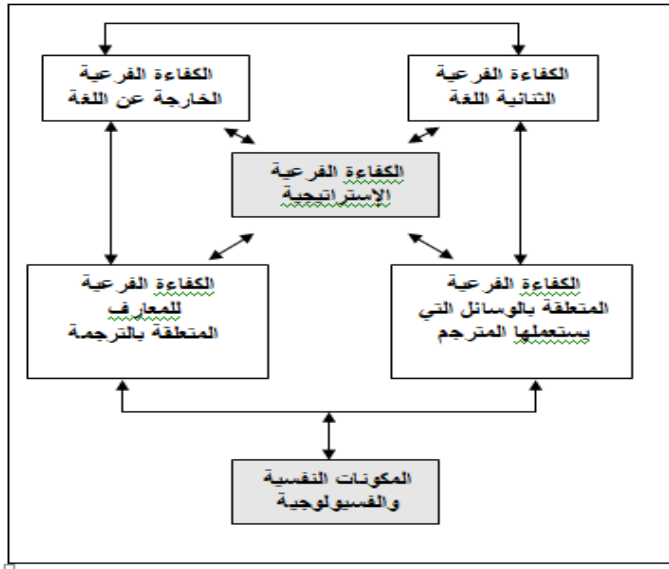 الكفاءة الفرعية
الثنائية اللغة
الكفاءة الفرعية
الخارجة عن اللغة
الكفاءة الفرعية
الإستراتيجية
الكفاءة الفرعية
المتعلقة بالوسائل التي
يستعملها المترجم
الكفاءة الفرعية
للمعارف
المتعلقة بالترجمة
المكونات النفسية
والفسيولوجية